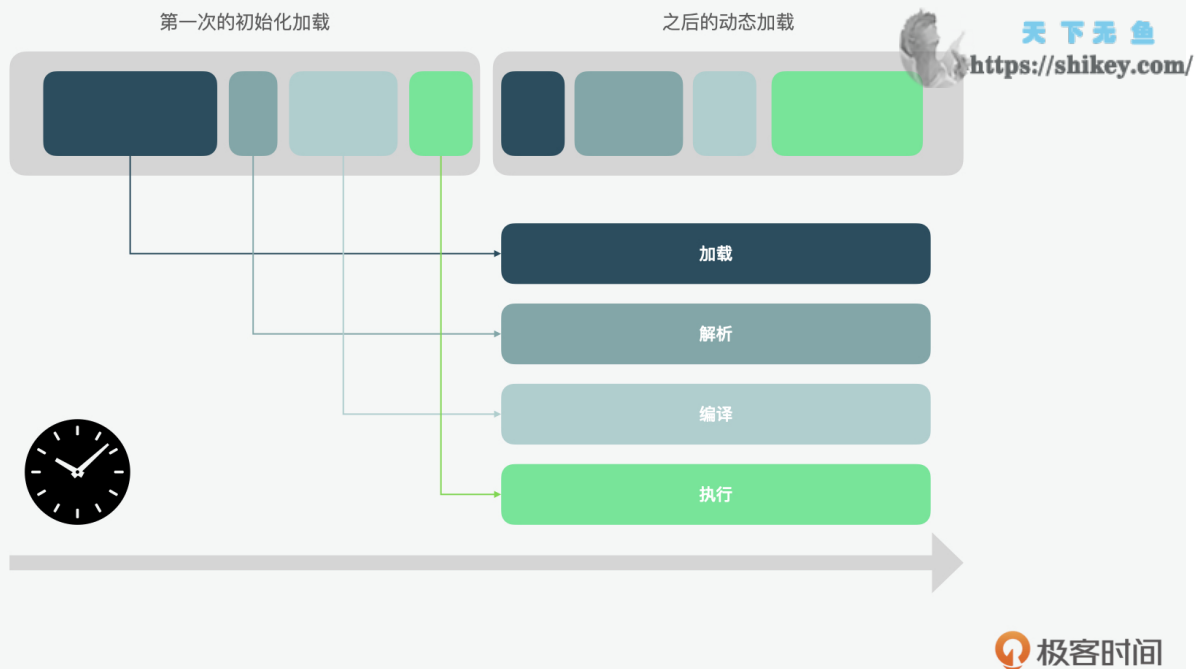 第一次的初始化加载
之后的动态加载
天下无鱼
https://shikey.com/
加载
解析
编译
执行
极客时间